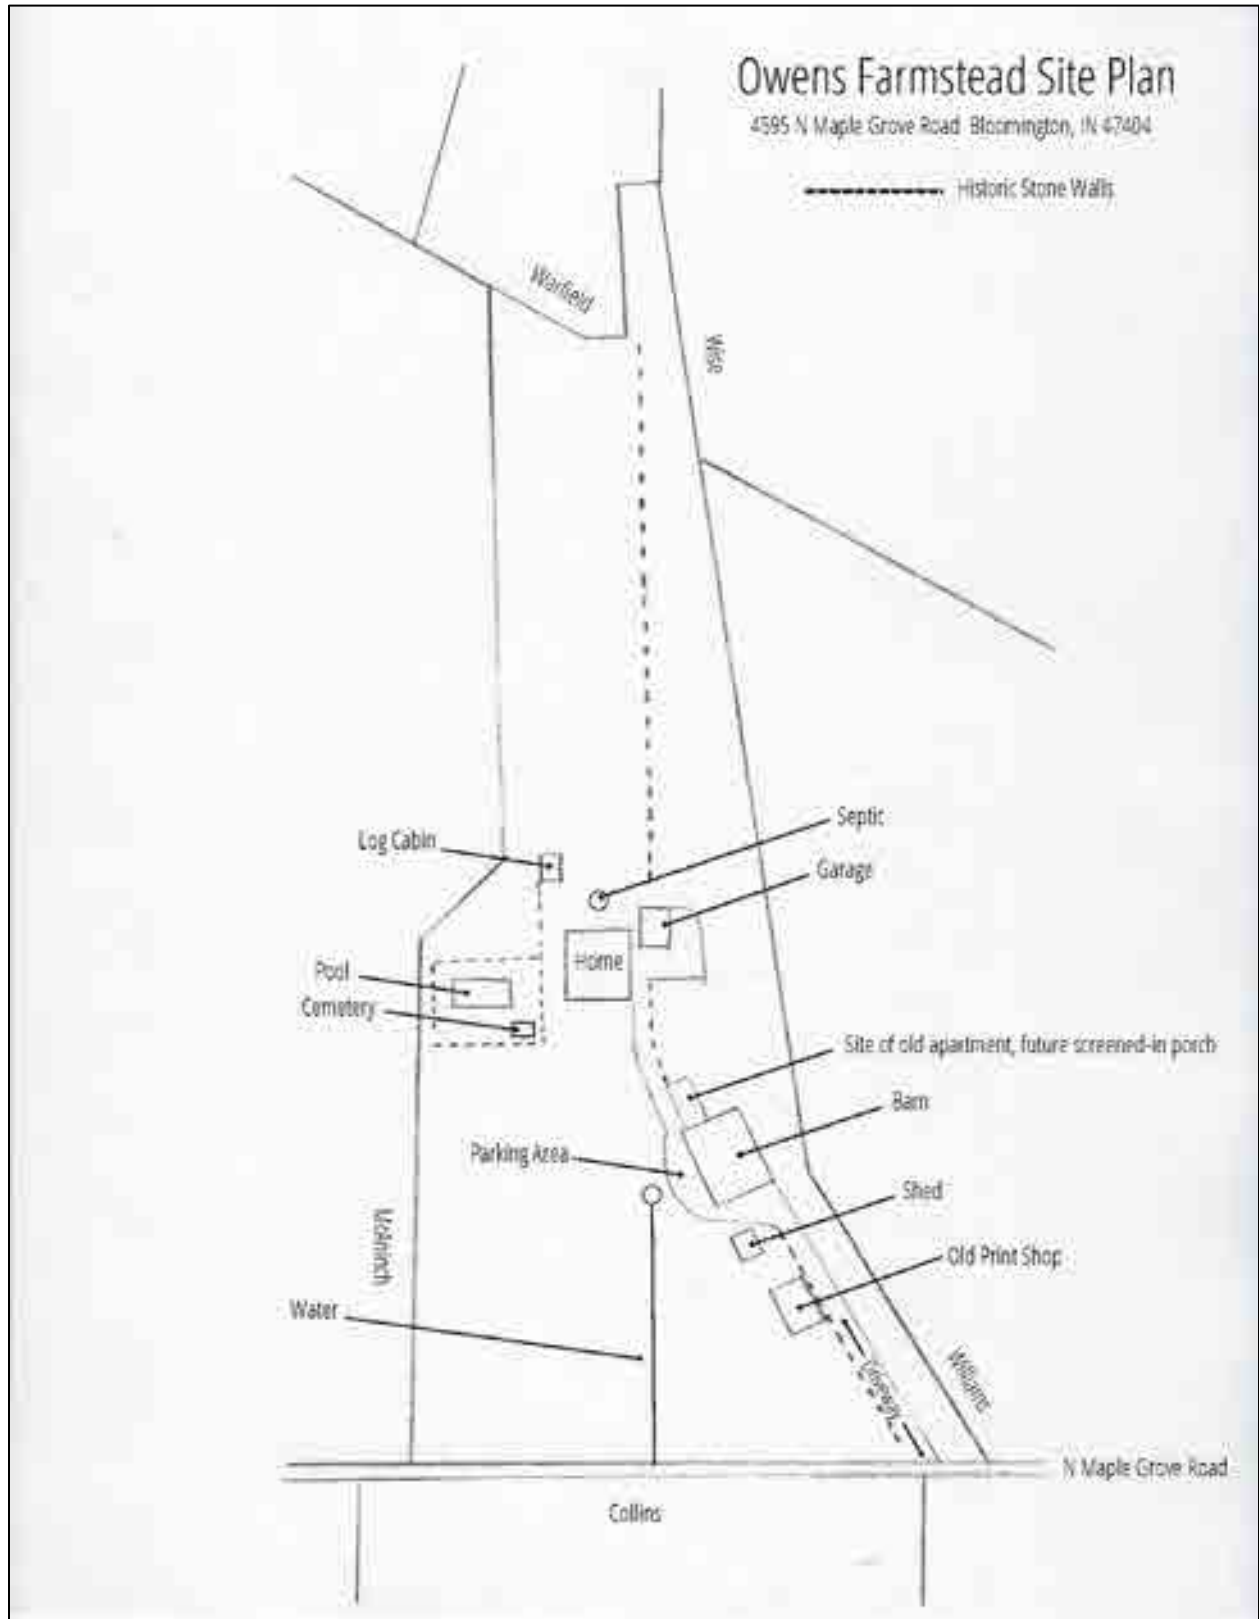 Owens Farmstead Site Plan
4595 N Maple Grove Road Bloomington, IN 47404
Historic Stone Walls
Warfield
Wise
Septic
Log Cabin
Garage
Home
Pool
Cemetery
Site of old apartment, future screened-in porch
Barn
Parking Area
Shed
McAninch
Old Print Shop
Water
Williams
Driveway
N Maple Grove Road
Collins